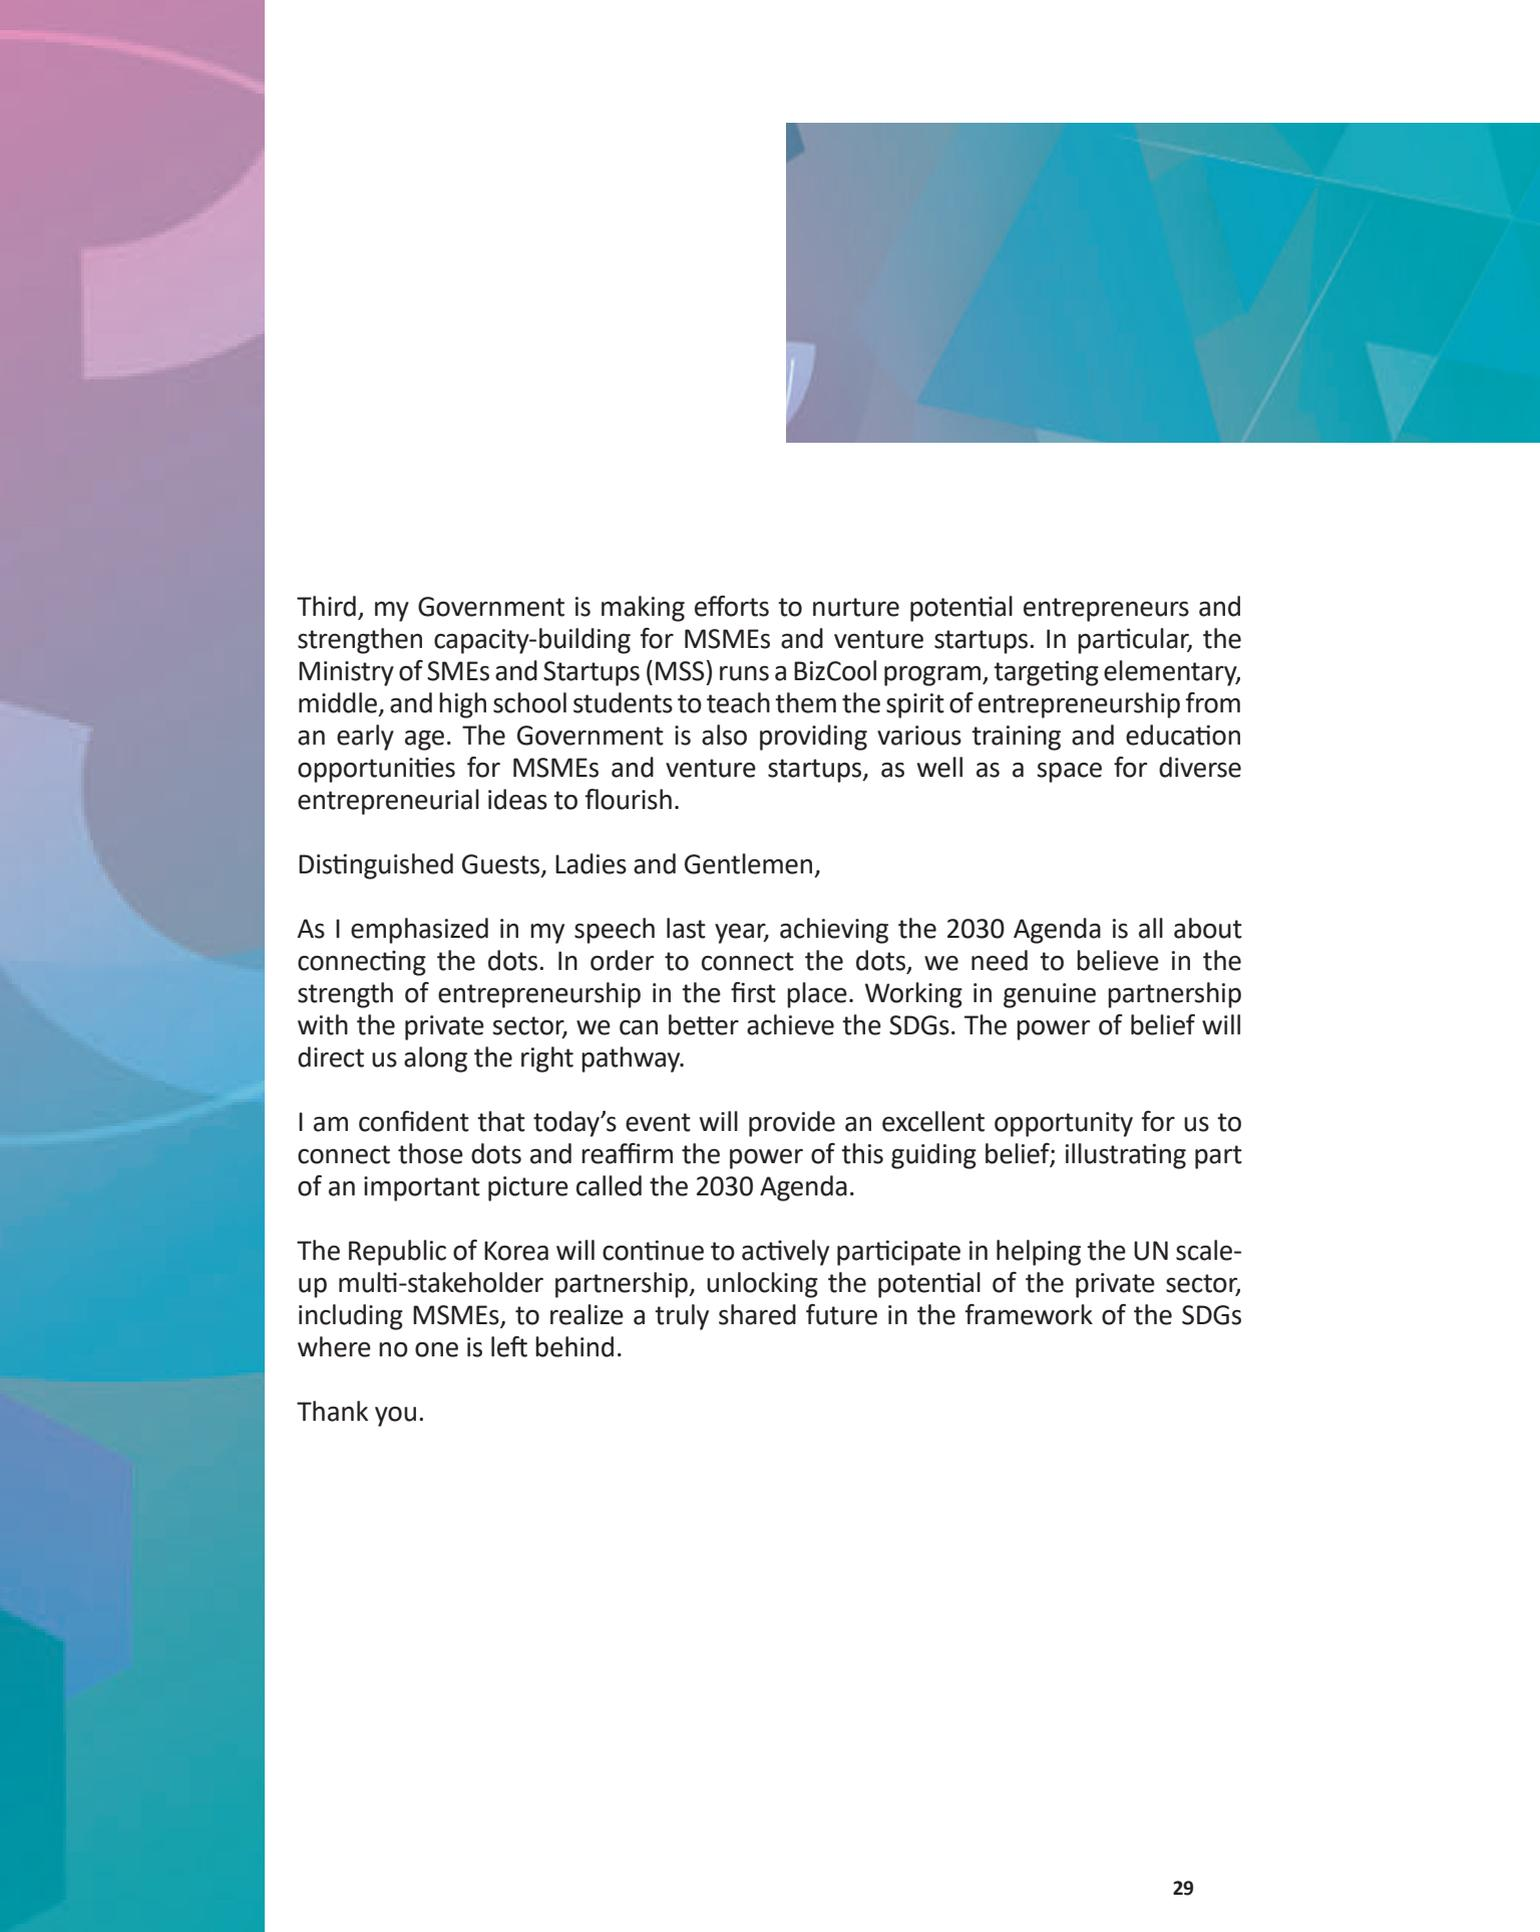 Third, my Government is making efforts to nurture potential entrepreneurs and
strengthen capacity-building for MSMEs and venture startups. In particular, the
Ministry of SMEs and Startups (MSS) runs a BizCool program, targeting elementary,
middle, and high school students to teach them the spirit of entrepreneurship from
an early age. The Government is also providing various training and education
opportunities for MSMEs and venture startups, as well as a space for diverse
entrepreneurial ideas to flourish.
Distinguished Guests, Ladies and Gentlemen,
As I emphasized in my speech last year, achieving the 2030 Agenda is all about
connecting the dots. In order to connect the dots, we need to believe in the
strength of entrepreneurship in the first place. Working in genuine partnership
with the private sector, we can better achieve the SDGs. The power of belief will
direct us along the right pathway.
I am confident that today’s event will provide an excellent opportunity for us to
connect those dots and reaffirm the power of this guiding belief; illustrating part
of an important picture called the 2030 Agenda.
The Republic of Korea will continue to actively participate in helping the UN scale-
up multi-stakeholder partnership, unlocking the potential of the private sector,
including MSMEs, to realize a truly shared future in the framework of the SDGs
where no one is left behind.
Thank you.
29